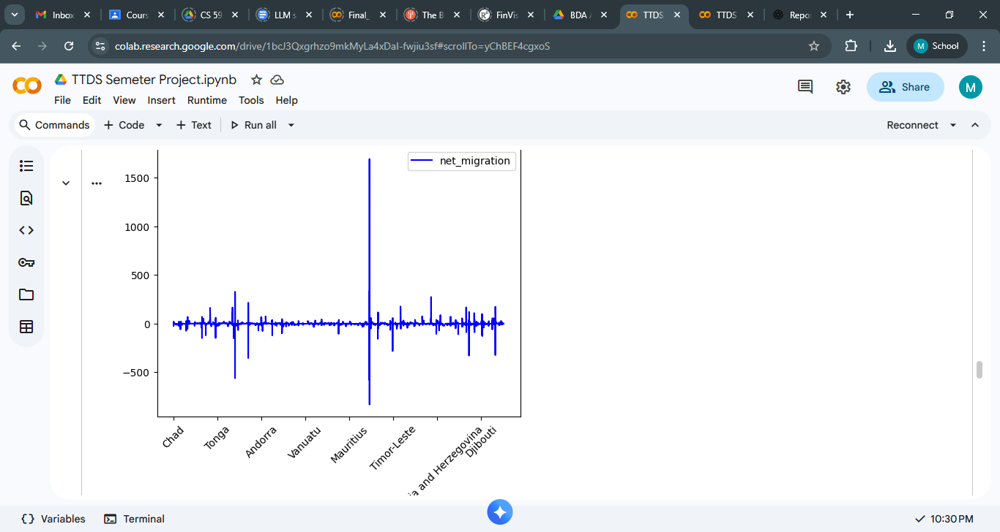 Inbox
Cours
CS 59
LLM s
Final_
The B
FinVis
BDA /
TTDS
TTDS
Repo
colab.research.google.com/drive/1bcJ3Qxgrhzo9mkMyLa4xDaI-fwjiu3sf#scrollTo=yChBEF4cgxoS
M School
TTDS Semeter Project.ipynb
File Edit View Insert Runtime Tools Help
Share
M
Commands + Code + Text Run all
Reconnect
net_migration
1500
1000
500
0
−500
Chad
Tonga
Andorra
Vanuatu
Mauritius
Timor-Leste
ia and Herzegovina
Djibouti
Variables Terminal
10:30 PM